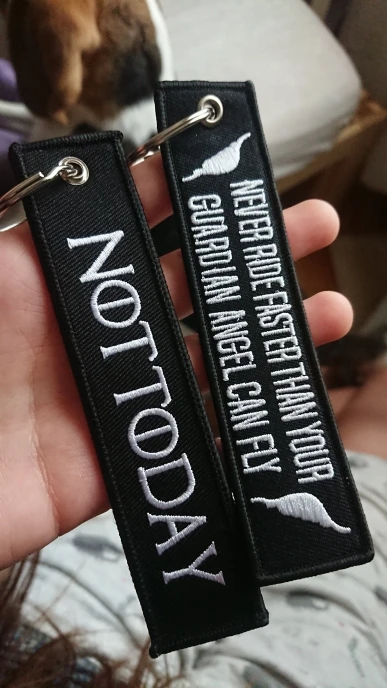 NOT TODAY
NEVER RIDE FASTER THAN YOUR
GUARDIAN ANGEL CAN FLY